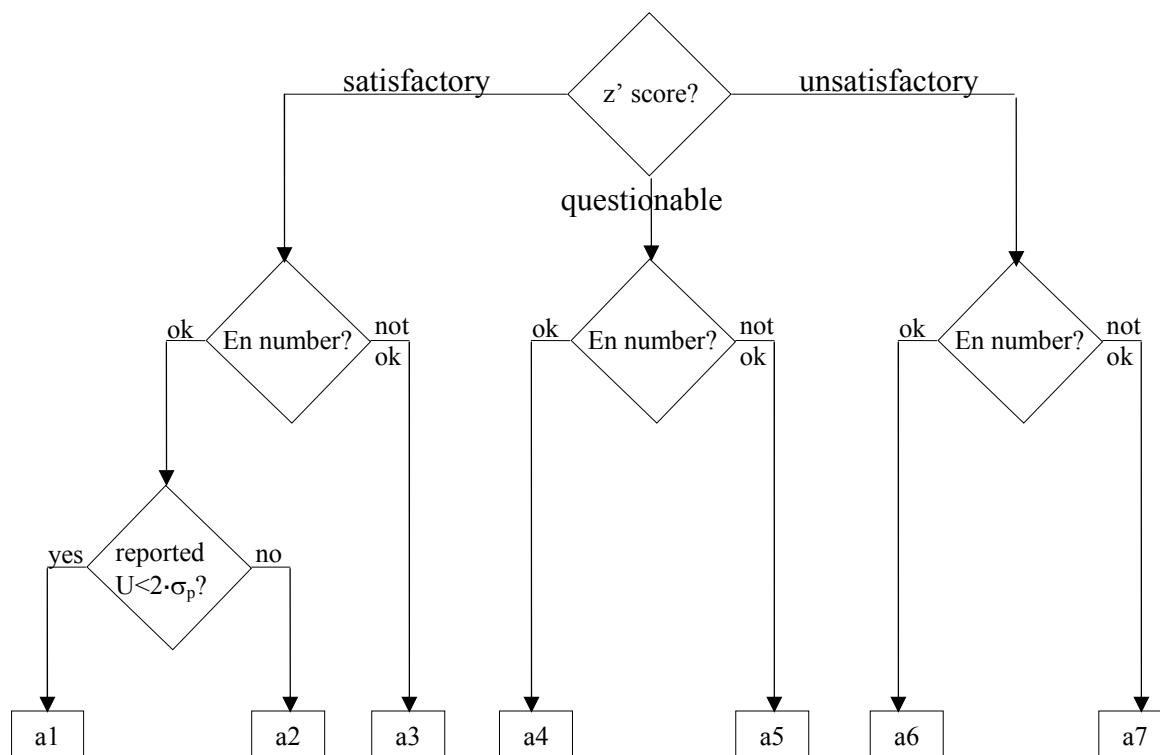 z’ score?
satisfactory
unsatisfactory
questionable
En number?
ok
not
ok
En number?
ok
not
ok
En number?
ok
not
ok
reported
U<2·σp?
yes
no
a1
a2
a3
a4
a5
a6
a7